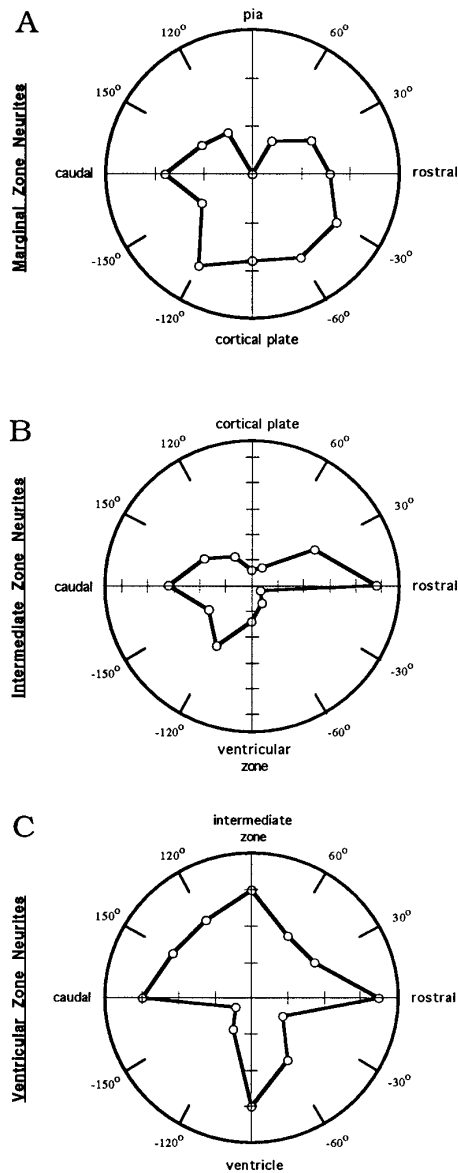 A
Marginal Zone Neurites
pia
60°
150°
30°
caudal
rostral
-150°
-30°
-120°
-60°
cortical plate
B
Intermediate Zone Neurites
cortical plate
120°
60°
150°
30°
caudal
rostral
-150°
-30°
-120°
-60°
ventricular
zone
C
Ventricular Zone Neurites
intermediate
zone
120°
60°
150°
30°
caudal
rostral
-150°
-30°
-120°
-60°
ventricle